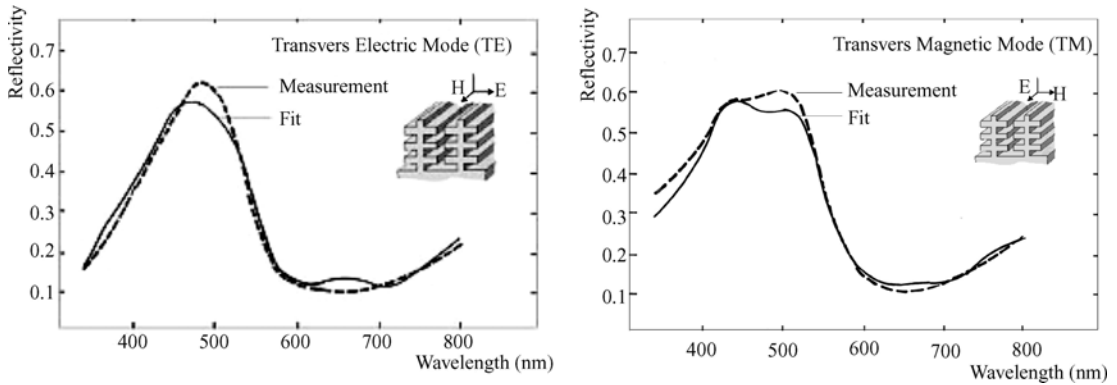 Reflectivity
Transvers Electric Mode (TE)
0.7
0.6
0.5
0.4
0.3
0.2
0.1
Measurement
Fit
H
E
400
500
600
700
800
Wavelength (nm)
Reflectivity
Transvers Magnetic Mode (TM)
0.7
0.6
0.5
0.4
0.3
0.2
0.1
Measurement
Fit
E
H
400
500
600
700
800
Wavelength (nm)